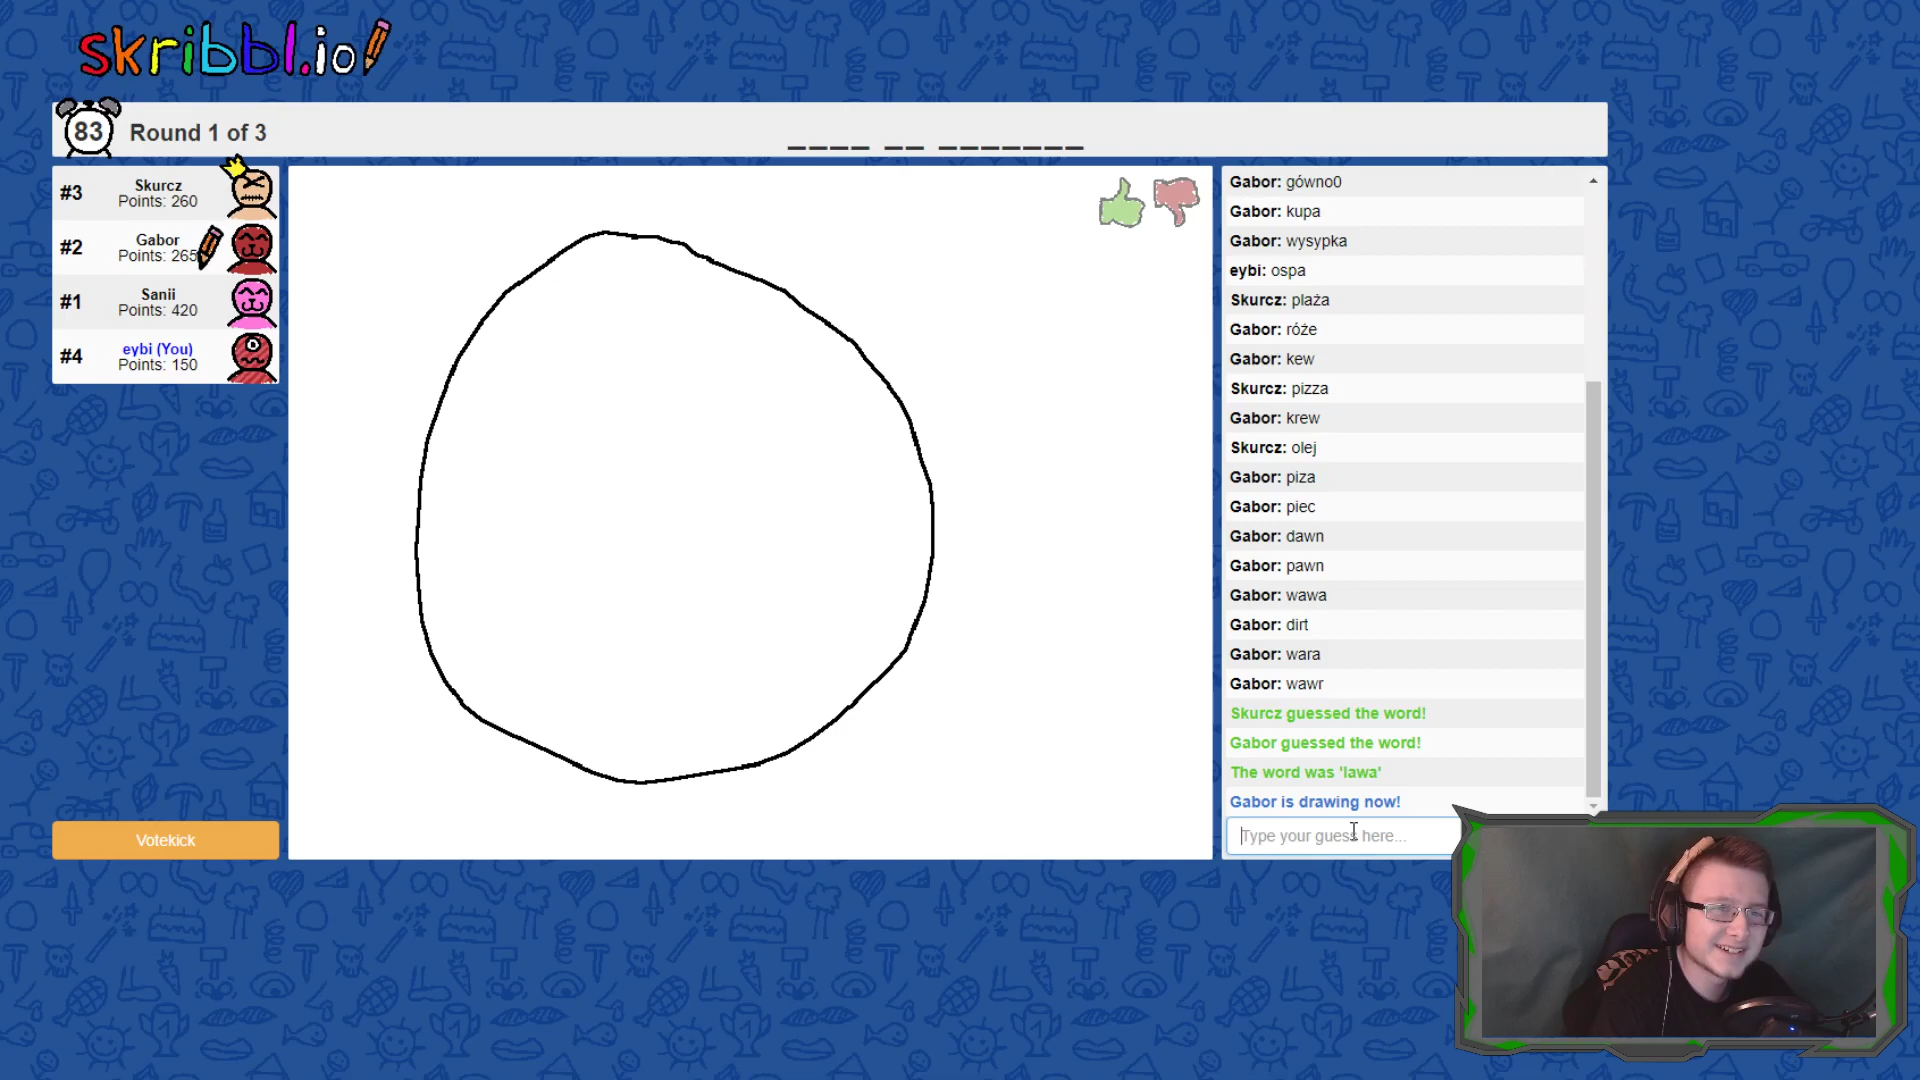 skribbl.io
83
Round 1 of 3
____ __ _______
#3
Skurcz
Points: 260
#2
Gabor
Points: 265
#1
Sanii
Points: 420
#4
eybi (You)
Points: 150
Votekick
Gabor: gówno0
Gabor: kupa
Gabor: wysypka
eybi: ospa
Skurcz: plaża
Gabor: róże
Gabor: kew
Skurcz: pizza
Gabor: krew
Skurcz: olej
Gabor: piza
Gabor: piec
Gabor: dawn
Gabor: pawn
Gabor: wawa
Gabor: dirt
Gabor: wara
Gabor: wawr
Skurcz guessed the word!
Gabor guessed the word!
The word was 'lawa'
Gabor is drawing now!
Type your guess here...